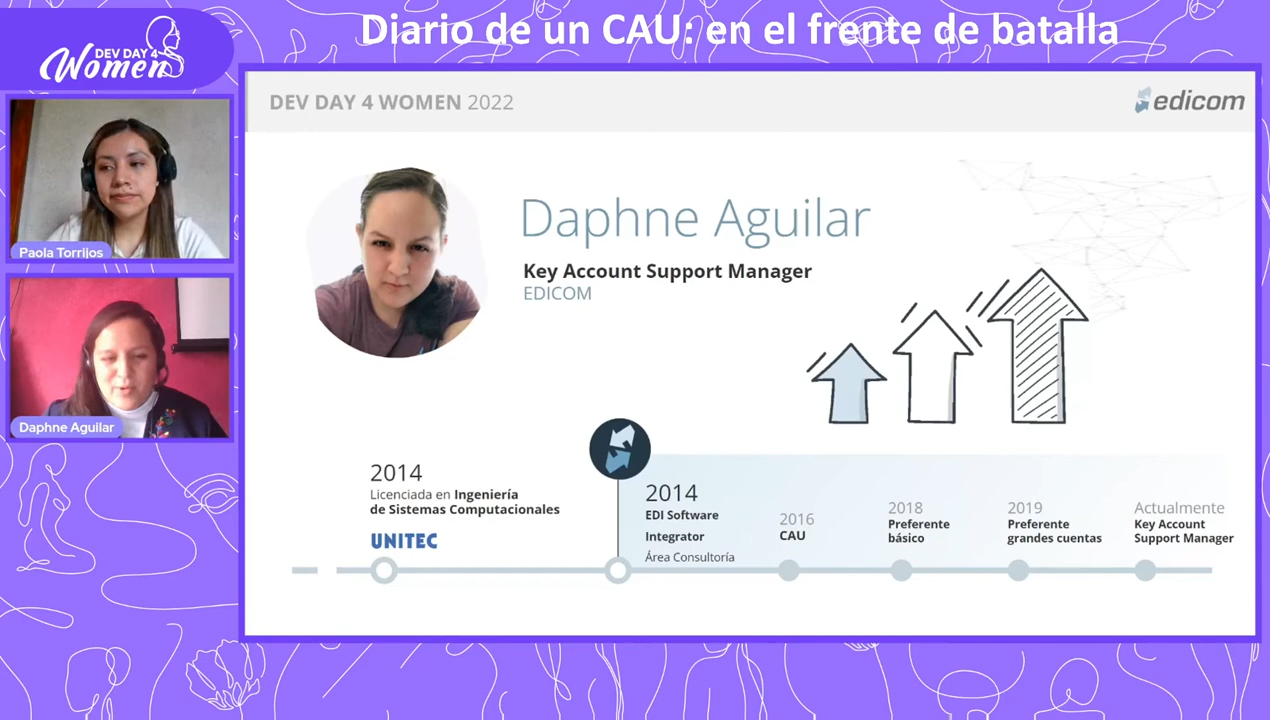 Diario de un CAU: en el frente de batalla
DEV DAY 4
Women
Paola Torrijos
Daphne Aguilar
DEV DAY 4 WOMEN 2022
edicom
Daphne Aguilar
Key Account Support Manager
EDICOM
2014
Licenciada en Ingeniería
de Sistemas Computacionales
UNITEC
2014
EDI Software
Integrator
Área Consultoría
2016
CAU
2018
Preferente
básico
2019
Preferente
grandes cuentas
Actualmente
Key Account
Support Manager